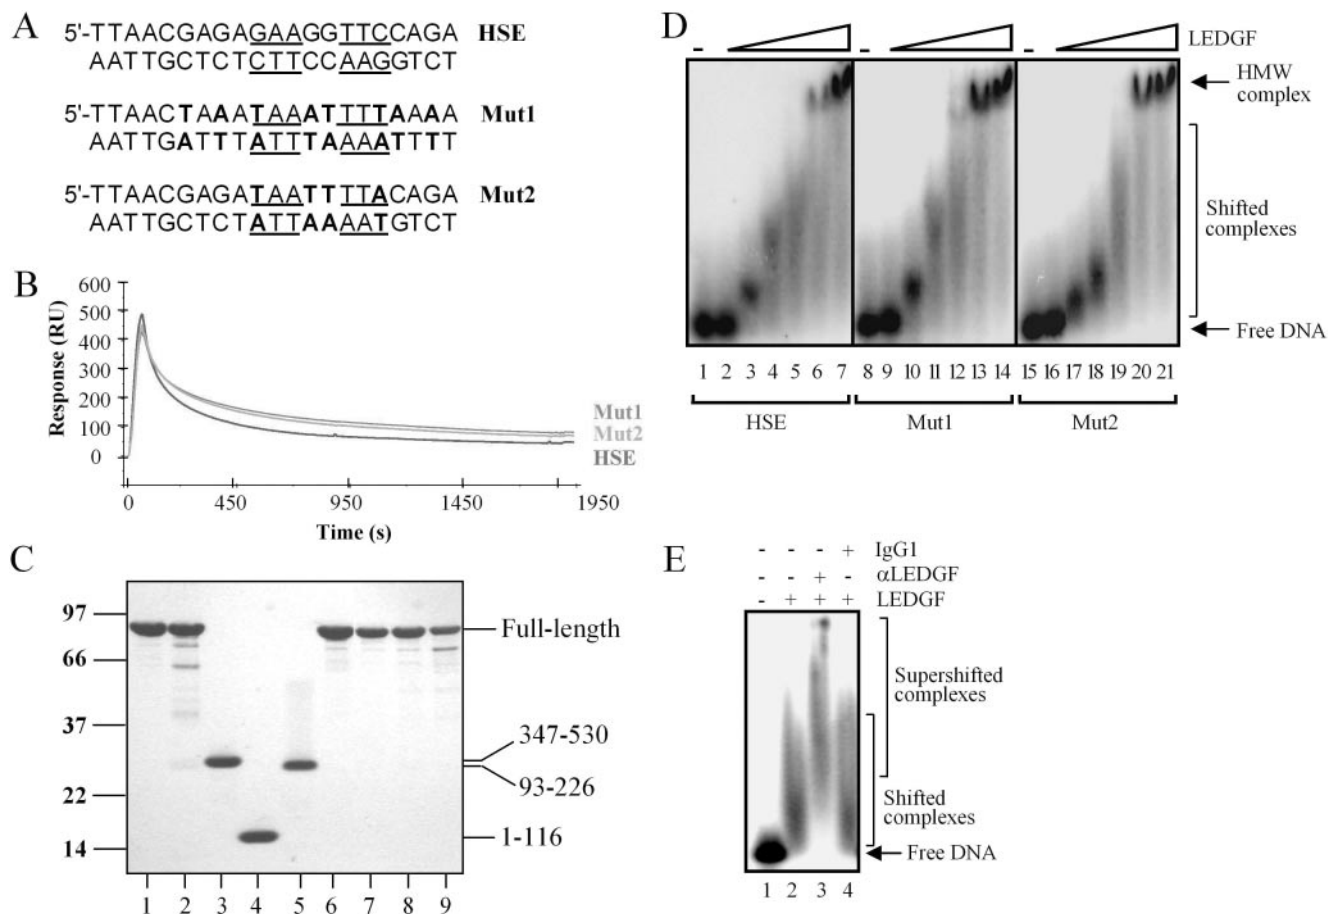 A
5'-TTAACGAGAGAAGGTTCCAGA HSE
AATTGCTCTCTTCCAAGGTCT
5'-TTAACTAAATAAATTTTAAAA Mut1
AATTGATTTATTTAAAATTTT
5'-TTAACGAGATAATTTTACAGA Mut2
AATTGCTCTATTAAAATGTCT
B
Response (RU)
600
500
400
300
200
100
0
Mut1
Mut2
HSE
0 450 950 1450 1950
Time (s)
C
97
66
37
22
14
Full-length
347-530
93-226
1-116
1 2 3 4 5 6 7 8 9
D
- - -
LEDGF
HMW
complex
Shifted
complexes
Free DNA
1 2 3 4 5 6 7 8 9 10 11 12 13 14 15 16 17 18 19 20 21
HSE Mut1 Mut2
E
- - - + IgG1
- - + - αLEDGF
- + + + LEDGF
Supershifted
complexes
Shifted
complexes
Free DNA
1 2 3 4